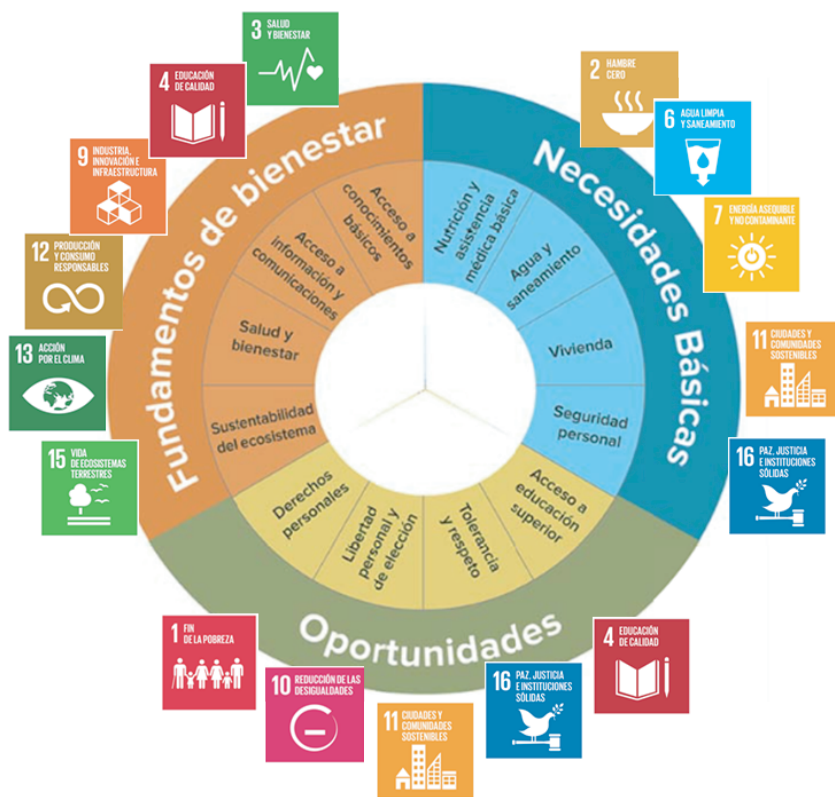 3 SALUD
Y BIENESTAR
4 EDUCACIÓN
DE CALIDAD
9 INDUSTRIA,
INNOVACIÓN E
INFRAESTRUCTURA
12 PRODUCCIÓN
Y CONSUMO
RESPONSABLES
13 ACCIÓN
POR EL CLIMA
15 VIDA
DE ECOSISTEMAS
TERRESTRES
Fundamentos de bienestar
Acceso a
conocimientos
básicos
Acceso a
información y
comunicaciones
Salud y
bienestar
Sustentabilidad
del ecosistema
2 HAMBRE
CERO
6 AGUA LIMPIA
Y SANEAMIENTO
7 ENERGÍA ASEQUIBLE
Y NO CONTAMINANTE
11 CIUDADES Y
COMUNIDADES
SOSTENIBLES
16 PAZ, JUSTICIA
E INSTITUCIONES
SÓLIDAS
Necesidades Básicas
Nutrición y
asistencia
médica básica
Agua y
saneamiento
Vivienda
Seguridad
personal
Derechos
personales
Libertad
personal y
de elección
Tolerancia
y respeto
Acceso a
educación
superior
Oportunidades
1 FIN
DE LA POBREZA
10 REDUCCIÓN DE LAS
DESIGUALDADES
11 CIUDADES Y
COMUNIDADES
SOSTENIBLES
16 PAZ, JUSTICIA
E INSTITUCIONES
SÓLIDAS
4 EDUCACIÓN
DE CALIDAD